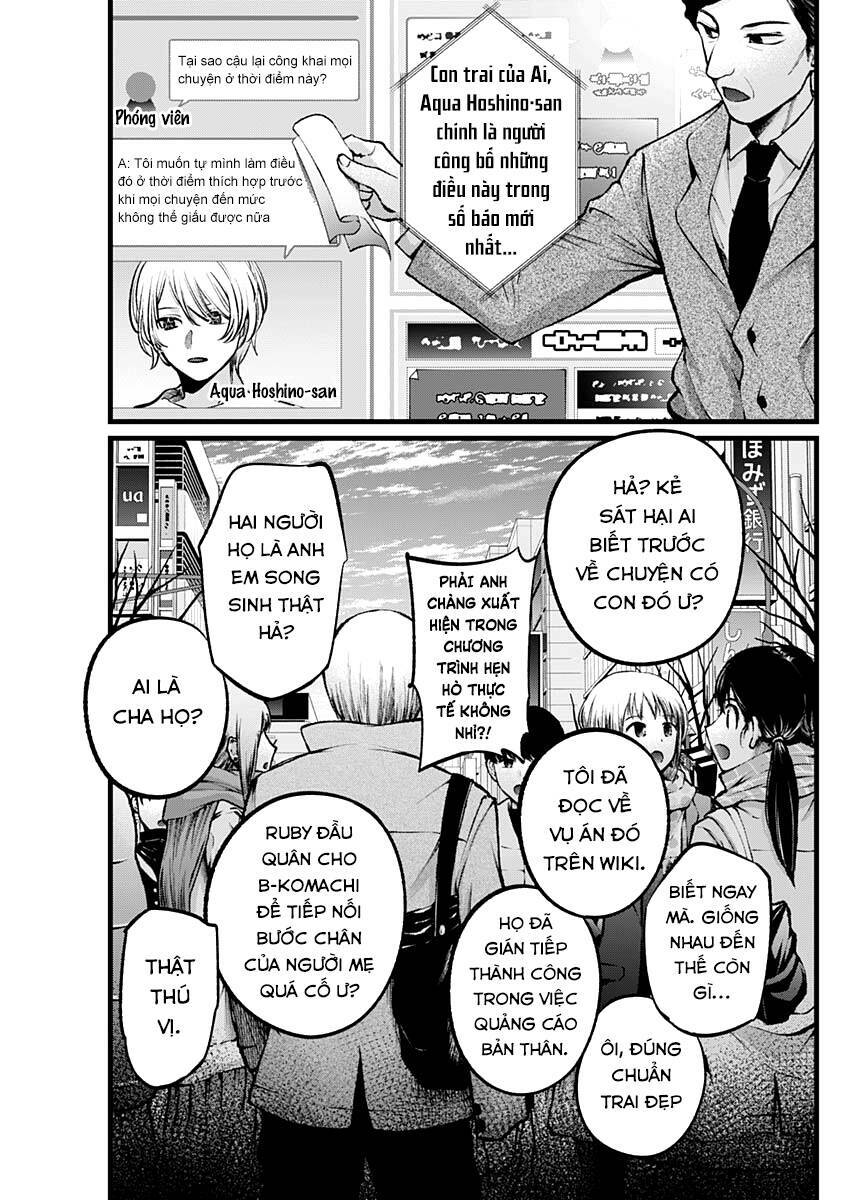 Tại sao cậu lại công khai mọi
chuyện ở thời điểm này?
Phóng viên
Con trai của Ai,
Aqua Hoshino-san
chính là người
công bố những
điều này trong
số báo mới
nhất...
A: Tôi muốn tự mình làm điều
đó ở thời điểm thích hợp trước
khi mọi chuyện đến mức
không thể giấu được nữa
Aqua Hoshino-san
ua
ほみず銀行
HẢ? KẺ
SÁT HẠI AI
BIẾT TRƯỚC
VỀ CHUYỆN CÓ
CON ĐÓ Ư?
HAI NGƯỜI
HỌ LÀ ANH
EM SONG
SINH THẬT
HẢ?
PHẢI ANH
CHÀNG XUẤT
HIỆN TRONG
CHƯƠNG
TRÌNH HẸN
HÒ THỰC
TẾ KHÔNG
NHỈ?!
AI LÀ
CHA HỌ?
TÔI ĐÃ
ĐỌC VỀ
VỤ ÁN ĐÓ
TRÊN WIKI.
RUBY ĐẦU
QUÂN CHO
B-KOMACHI
ĐỂ TIẾP NỐI
BƯỚC CHÂN
CỦA NGƯỜI MẸ
QUÁ CỐ Ư?
BIẾT NGAY
MÀ. GIỐNG
NHAU ĐẾN
THẾ CÒN
GÌ...
HỌ ĐÃ
GIÁN TIẾP
THÀNH CÔNG
TRONG VIỆC
QUẢNG CÁO
BẢN THÂN.
THẬT
THÚ
VỊ.
ÔI, ĐÚNG
CHUẨN
TRAI ĐẸP